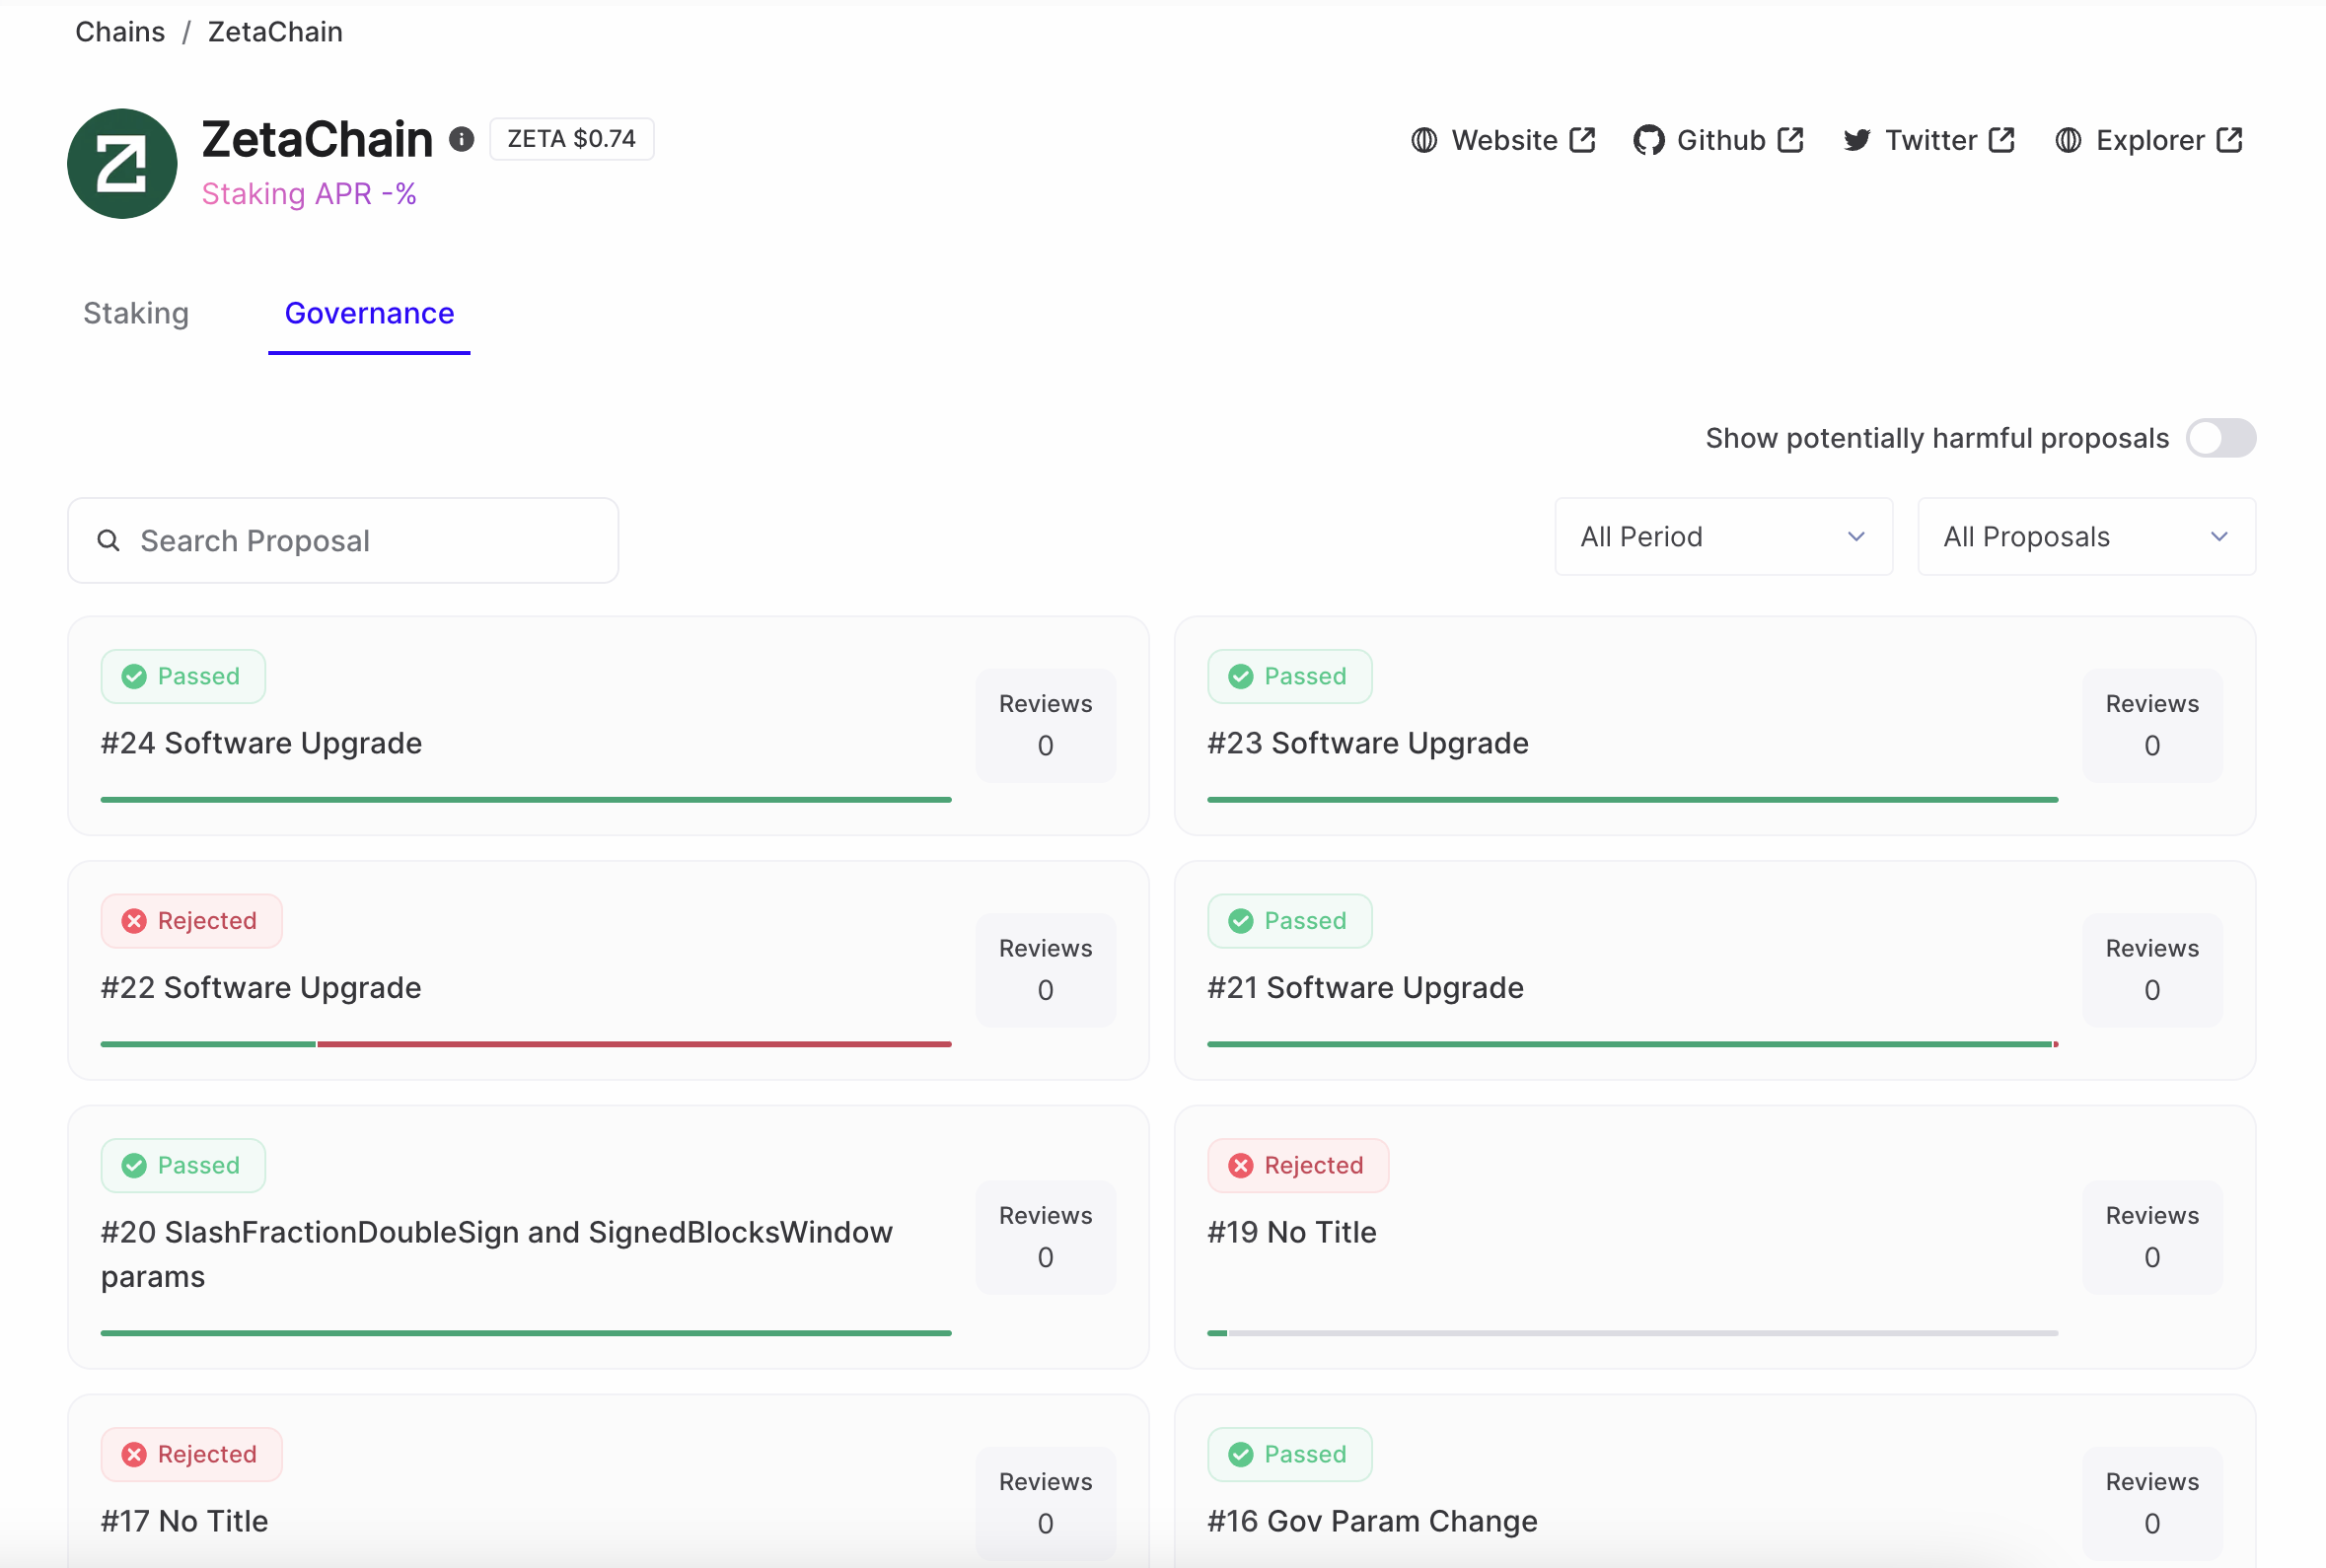 Chains / ZetaChain
ZetaChain
ZETA $0.74
Staking APR -%
Website
Github
Twitter
Explorer
Staking
Governance
Show potentially harmful proposals
Search Proposal
All Period
All Proposals
Passed
#24 Software Upgrade
Reviews
0
Passed
#23 Software Upgrade
Reviews
0
Rejected
#22 Software Upgrade
Reviews
0
Passed
#21 Software Upgrade
Reviews
0
Passed
#20 SlashFractionDoubleSign and SignedBlocksWindow
params
Reviews
0
Rejected
#19 No Title
Reviews
0
Rejected
#17 No Title
Reviews
0
Passed
#16 Gov Param Change
Reviews
0